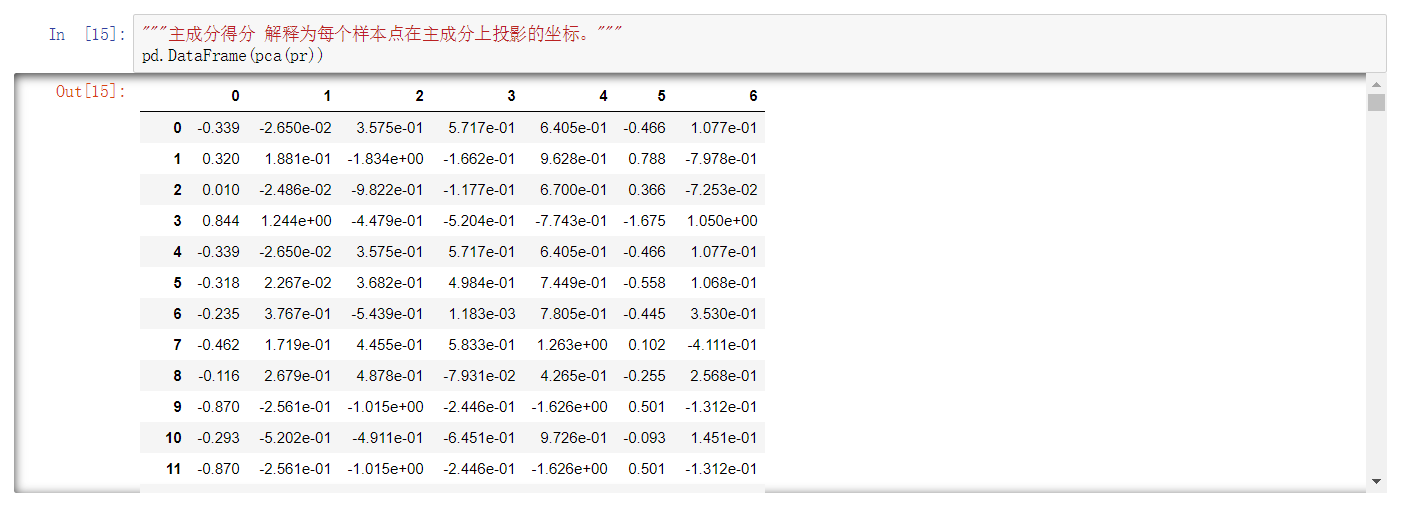 In [15]: """主成分得分 解释为每个样本点在主成分上投影的坐标。"""
pd.DataFrame(pca(pr))
Out[15]:
0 1 2 3 4 5 6
0 -0.339 -2.650e-02 3.575e-01 5.717e-01 6.405e-01 -0.466 1.077e-01
1 0.320 1.881e-01 -1.834e+00 -1.662e-01 9.628e-01 0.788 -7.978e-01
2 0.010 -2.486e-02 -9.822e-01 -1.177e-01 6.700e-01 0.366 -7.253e-02
3 0.844 1.244e+00 -4.479e-01 -5.204e-01 -7.743e-01 -1.675 1.050e+00
4 -0.339 -2.650e-02 3.575e-01 5.717e-01 6.405e-01 -0.466 1.077e-01
5 -0.318 2.267e-02 3.682e-01 4.984e-01 7.449e-01 -0.558 1.068e-01
6 -0.235 3.767e-01 -5.439e-01 1.183e-03 7.805e-01 -0.445 3.530e-01
7 -0.462 1.719e-01 4.455e-01 5.833e-01 1.263e+00 0.102 -4.111e-01
8 -0.116 2.679e-01 4.878e-01 -7.931e-02 4.265e-01 -0.255 2.568e-01
9 -0.870 -2.561e-01 -1.015e+00 -2.446e-01 -1.626e+00 0.501 -1.312e-01
10 -0.293 -5.202e-01 -4.911e-01 -6.451e-01 9.726e-01 -0.093 1.451e-01
11 -0.870 -2.561e-01 -1.015e+00 -2.446e-01 -1.626e+00 0.501 -1.312e-01